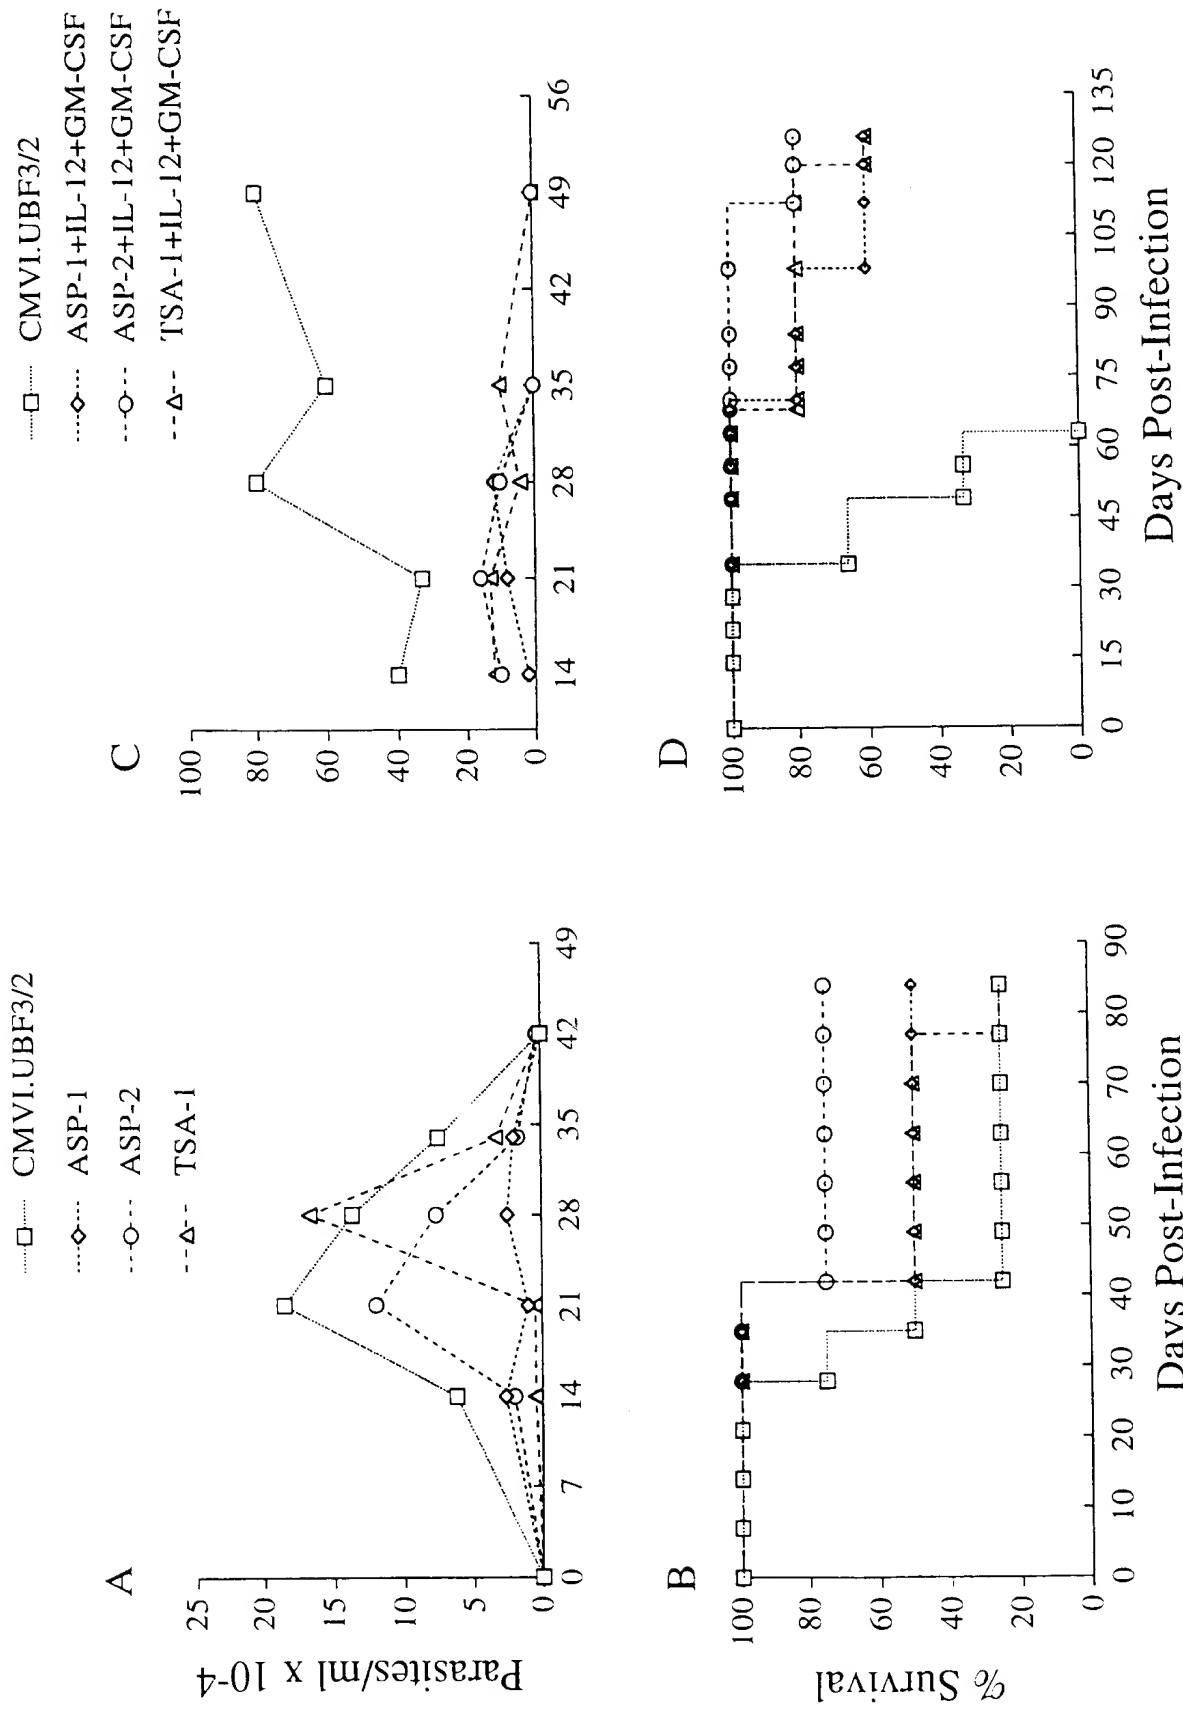 CMVI.UBF3/2
ASP-1
ASP-2
TSA-1
A
25
20
15
10
5
0
Parasites/ml x 10-4
0 7 14 21 28 35 42 49
B
100
80
60
40
20
0
% Survival
0 10 20 30 40 50 60 70 80 90
Days Post-Infection
CMVI.UBF3/2
ASP-1+IL-12+GM-CSF
ASP-2+IL-12+GM-CSF
TSA-1+IL-12+GM-CSF
C
100
80
60
40
20
0
14 21 28 35 42 49 56
D
100
80
60
40
20
0
0 15 30 45 60 75 90 105 120 135
Days Post-Infection